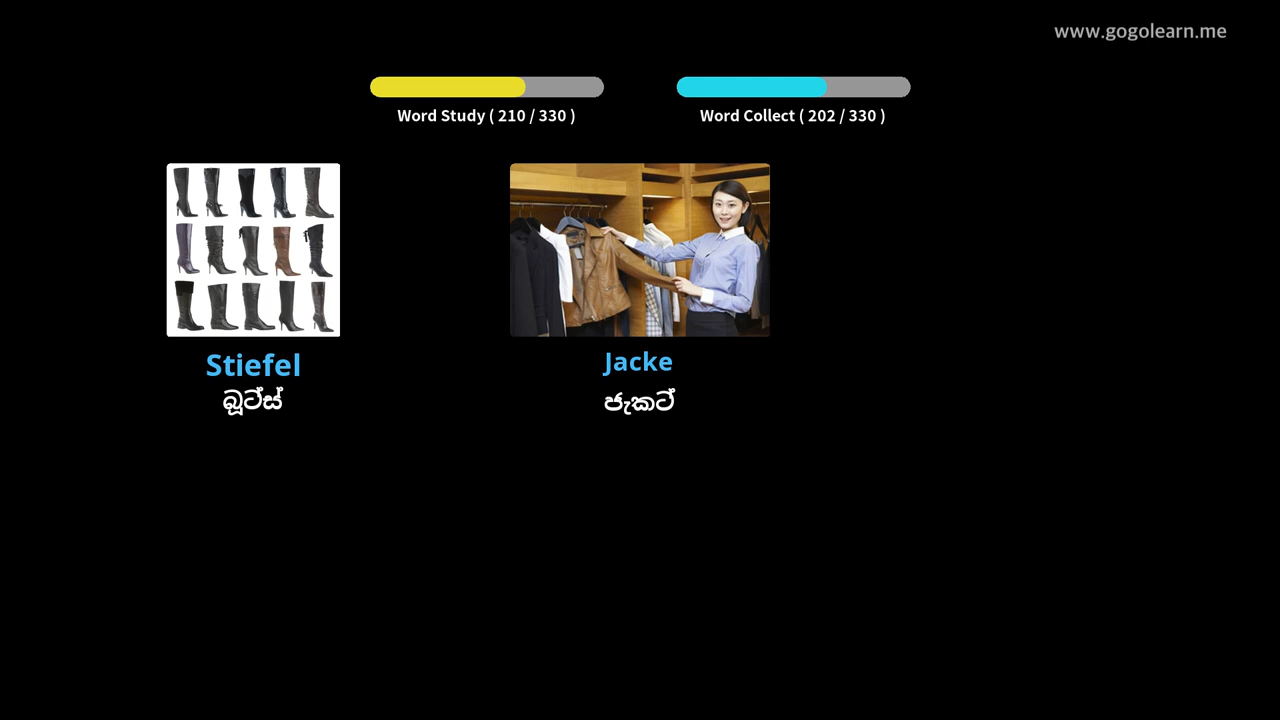 www.gogolearn.me
Word Study ( 210 / 330 )
Word Collect ( 202 / 330 )
Stiefel
බූට්ස්
Jacke
ජැකට්